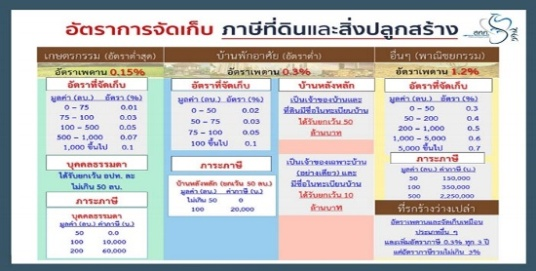 อัตราการจัดเก็บ ภาษีที่ดินและสิ่งปลูกสร้าง
เกษตรกรรม (อัตราต่ำสุด)
อัตราเพดาน 0.15%
อัตราที่จัดเก็บ
มูลค่า (ลบ.) อัตรา (%)
0 – 75 0.01
75 – 100 0.03
100 – 500 0.05
500 – 1,000 0.07
1,000 ขึ้นไป 0.1
บุคคลธรรมดา
ได้รับยกเว้น อปท. ละ
ไม่เกิน 50 ลบ.
ภาระภาษี
บุคคลธรรมดา
มูลค่า (ลบ.) ค่าภาษี (บ.)
50 0.0
100 10,000
200 60,000
บ้านพักอาศัย (อัตราต่ำ)
อัตราเพดาน 0.3%
อัตราที่จัดเก็บ
มูลค่า (ลบ.) อัตรา (%)
0 – 50 0.02
50 – 75 0.03
75 – 100 0.05
100 ขึ้นไป 0.1
ภาระภาษี
บ้านหลังหลัก (ยกเว้น 50 ลบ.)
มูลค่า (ลบ.) ค่าภาษี (บ.)
ไม่เกิน 50 0
100 20,000
บ้านหลังหลัก
เป็นเจ้าของบ้านและ
ที่ดินมีชื่อในทะเบียนบ้าน
ได้รับยกเว้น 50
ล้านบาท
เป็นเจ้าของเฉพาะบ้าน
(อย่างเดียว) และ
มีชื่อในทะเบียนบ้าน
ได้รับยกเว้น 10
ล้านบาท
อื่นๆ (พาณิชยกรรม)
อัตราเพดาน 1.2%
อัตราที่จัดเก็บ
มูลค่า (ลบ.) อัตรา (%)
0 – 50 0.3
50 – 200 0.4
200 – 1,000 0.5
1,000 – 5,000 0.6
5,000 ขึ้นไป 0.7
ภาระภาษี
มูลค่า (ลบ.) ค่าภาษี (บ.)
50 150,000
100 350,000
500 2,250,000
ที่รกร้างว่างเปล่า
อัตราเพดานและจัดเก็บเหมือน
ประเภทอื่น ๆ
และเพิ่มอัตราภาษี 0.3% ทุก 3 ปี
แต่อัตราภาษีรวมไม่เกิน 3%